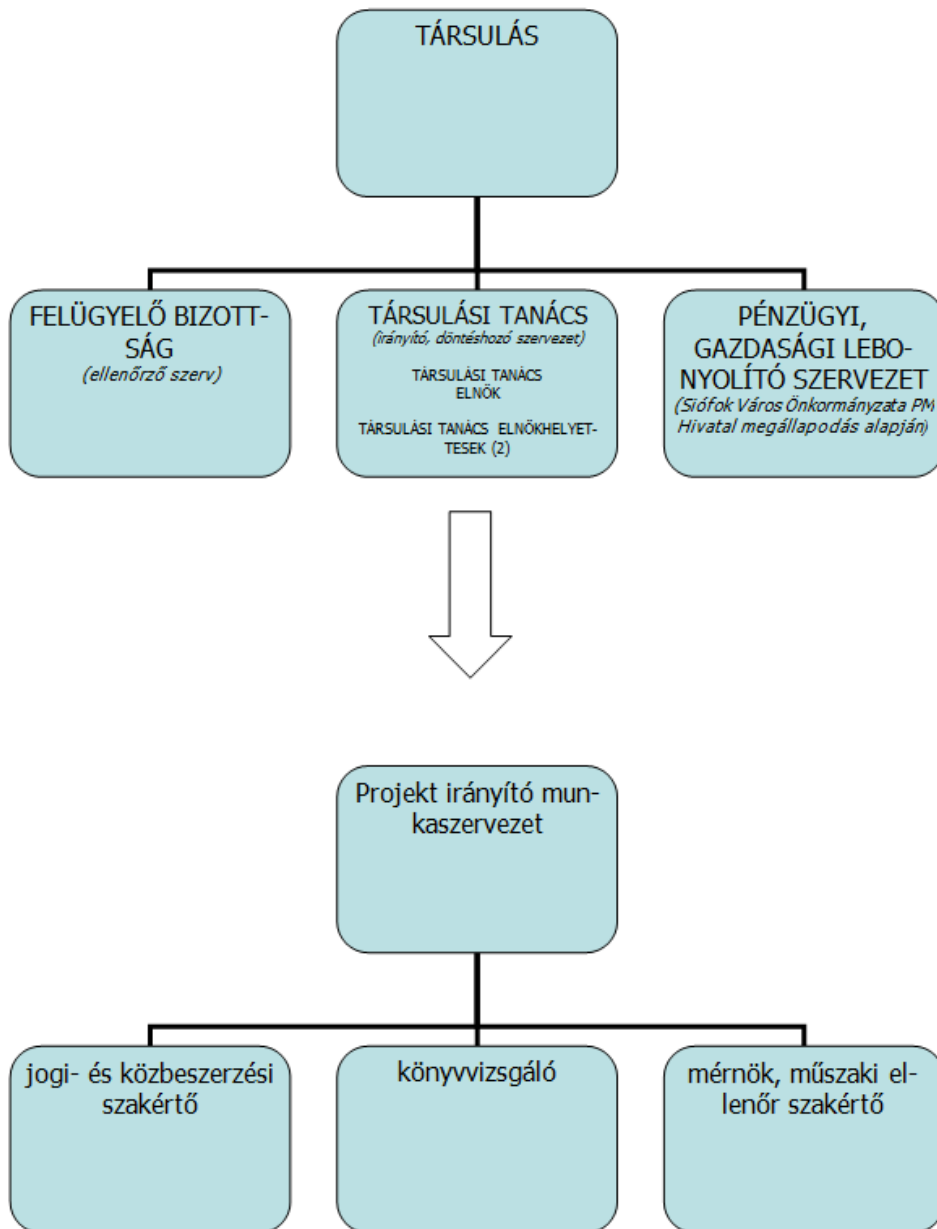 TÁRSULÁS
FELÜGYELŐ BIZOTT-
SÁG
(ellenőrző szerv)
TÁRSULÁSI TANÁCS
(irányító, döntéshozó szervezet)
TÁRSULÁSI TANÁCS
ELNÖK
TÁRSULÁSI TANÁCS ELNÖKHELYET-
TESEK (2)
PÉNZÜGYI,
GAZDASÁGI LEBO-
NYOLÍTÓ SZERVEZET
(Siófok Város Önkormányzata PM
Hivatal megállapodás alapján)
Projekt irányító mun-
kaszervezet
jogi- és közbeszerzési
szakértő
könyvvizsgáló
mérnök, műszaki el-
lenőr szakértő